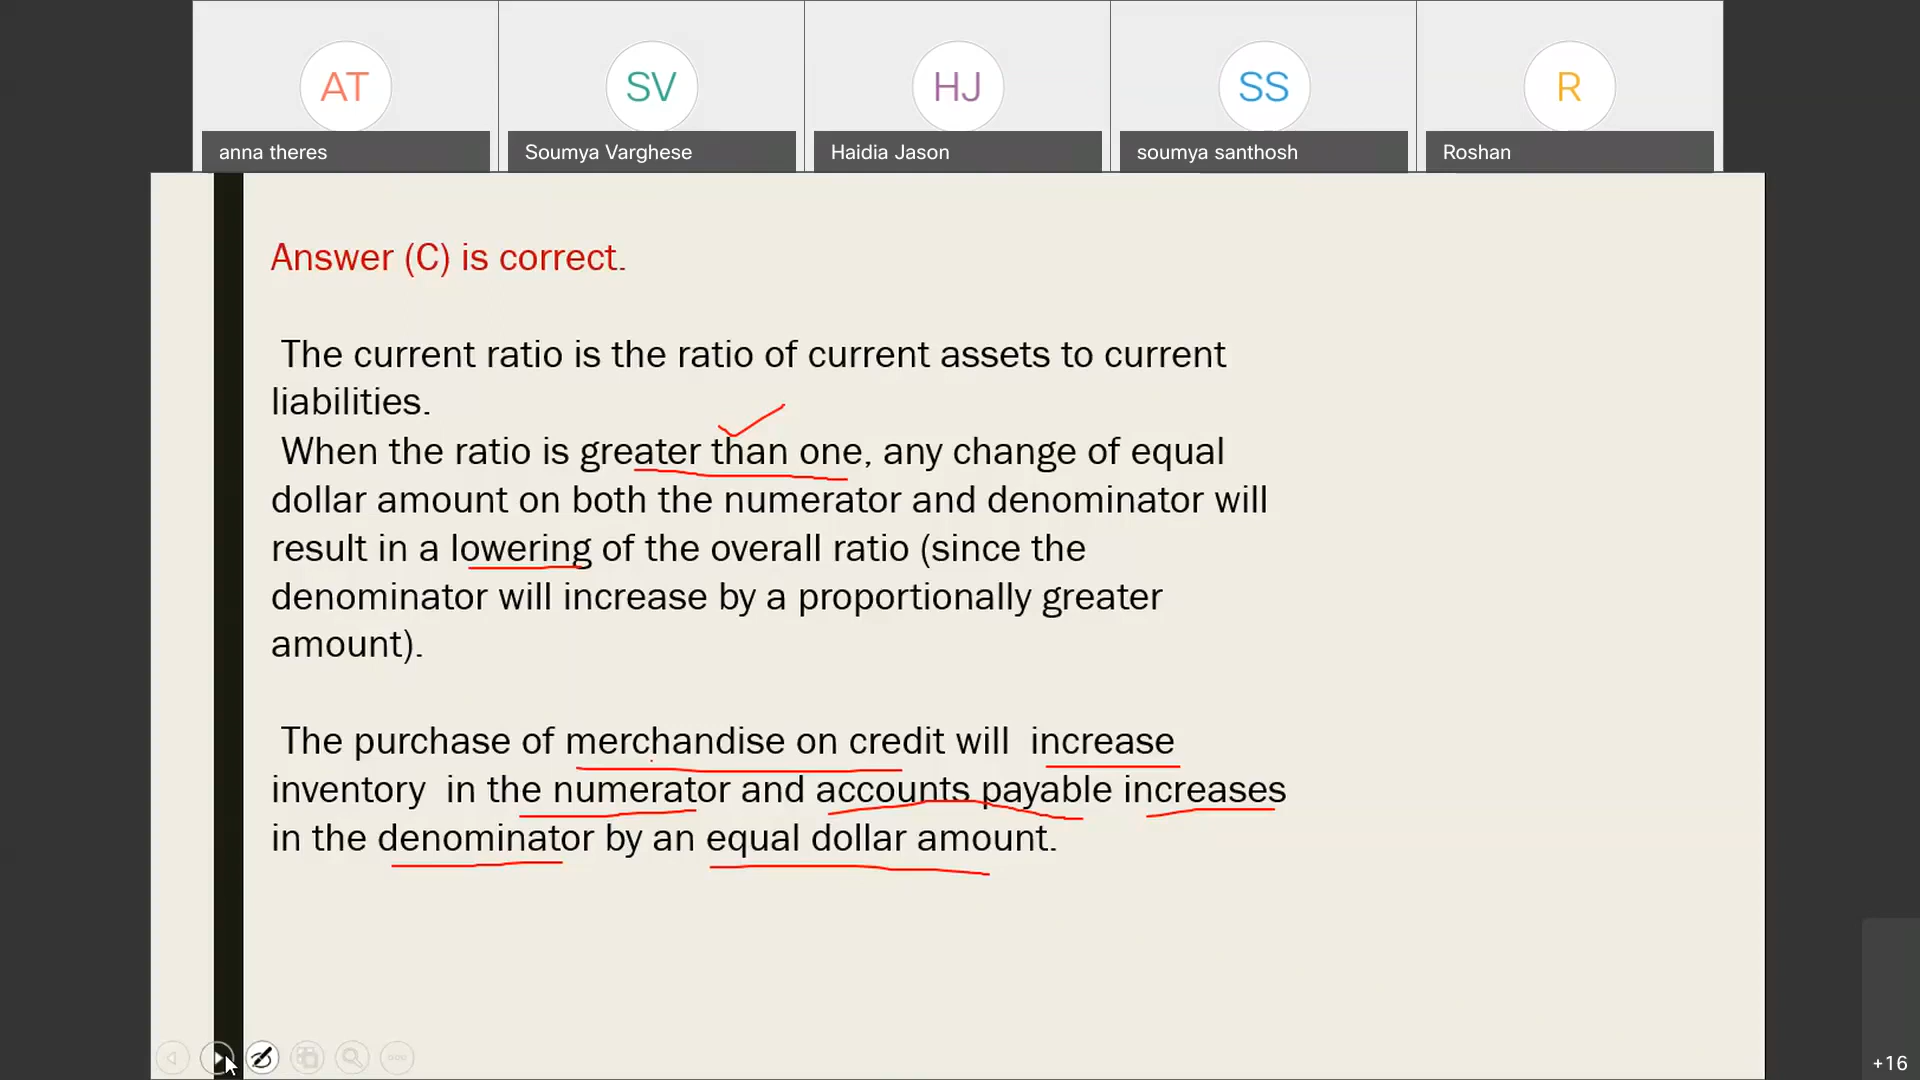 AT
SV
HJ
SS
R
anna theres
Soumya Varghese
Haidia Jason
soumya santhosh
Roshan
Answer (C) is correct.
The current ratio is the ratio of current assets to current
liabilities.
When the ratio is greater than one, any change of equal
dollar amount on both the numerator and denominator will
result in a lowering of the overall ratio (since the
denominator will increase by a proportionally greater
amount).
The purchase of merchandise on credit will increase
inventory in the numerator and accounts payable increases
in the denominator by an equal dollar amount.
+16